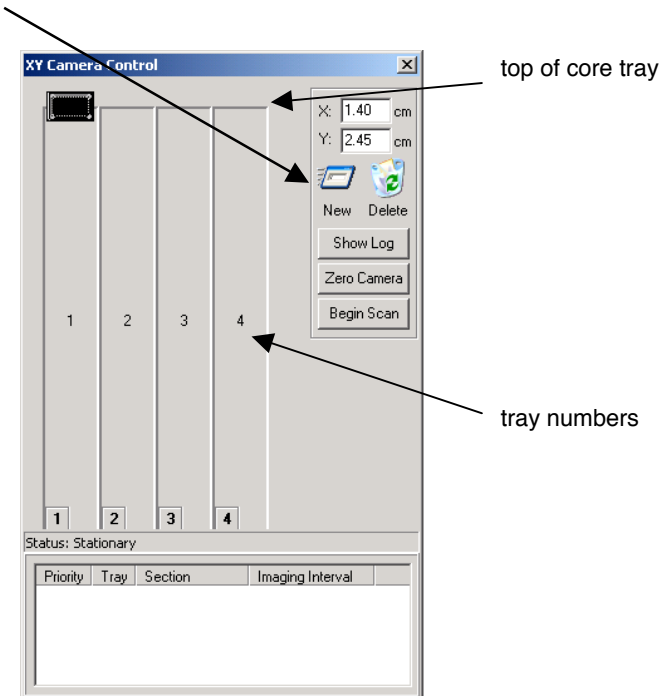 XY Camera Control
top of core tray
X: 1.40 cm
Y: 2.45 cm
New Delete
Show Log
Zero Camera
Begin Scan
1 2 3 4
tray numbers
1 2 3 4
Status: Stationary
Priority Tray Section Imaging Interval